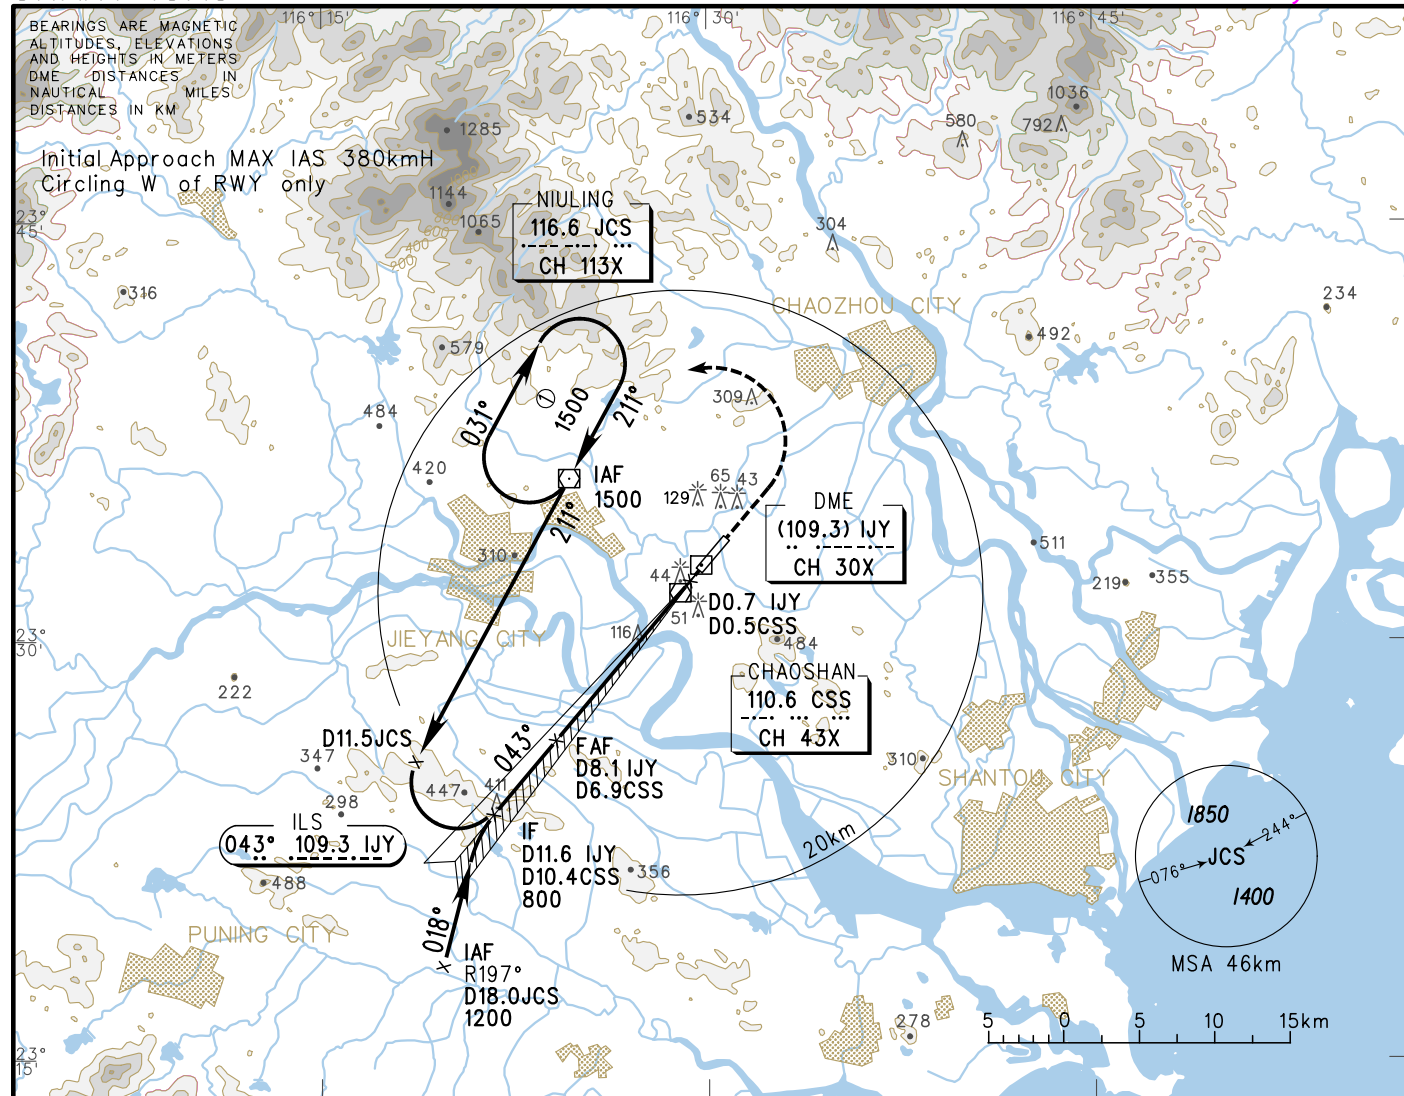 116° 15'
116° 30'
116° 45'
BEARINGS ARE MAGNETIC
ALTITUDES, ELEVATIONS
AND HEIGHTS IN METERS
DME DISTANCES IN
NAUTICAL MILES
DISTANCES IN KM
Initial Approach MAX IAS 380kmH
Circling W of RWY only
1285
534
1036
580
792
1144
1065
600
400
200
23°
45'
NIULING
116.6 JCS
CH 113X
304
316
234
CHAOZHOU CITY
492
579
309
1
1500
031°
211°
484
420
IAF
1500
211°
129
65
43
DME
(109.3) IJY
CH 30X
310
511
44
219
355
51
D0.7 IJY
D0.5CSS
116
484
JIEYANG CITY
23°
30'
222
CHAOSHAN
110.6 CSS
CH 43X
D11.5JCS
043°
FAF
D8.1 IJY
D6.9CSS
347
447
411
298
310
SHANTOU CITY
ILS
043° 109.3 IJY
IF
D11.6 IJY
D10.4CSS
800
20km
356
488
1850
244°
JCS
076°
1400
MSA 46km
PUNING CITY
018°
IAF
R197°
D18.0JCS
1200
278
5 0 5 10 15km
23°
15'